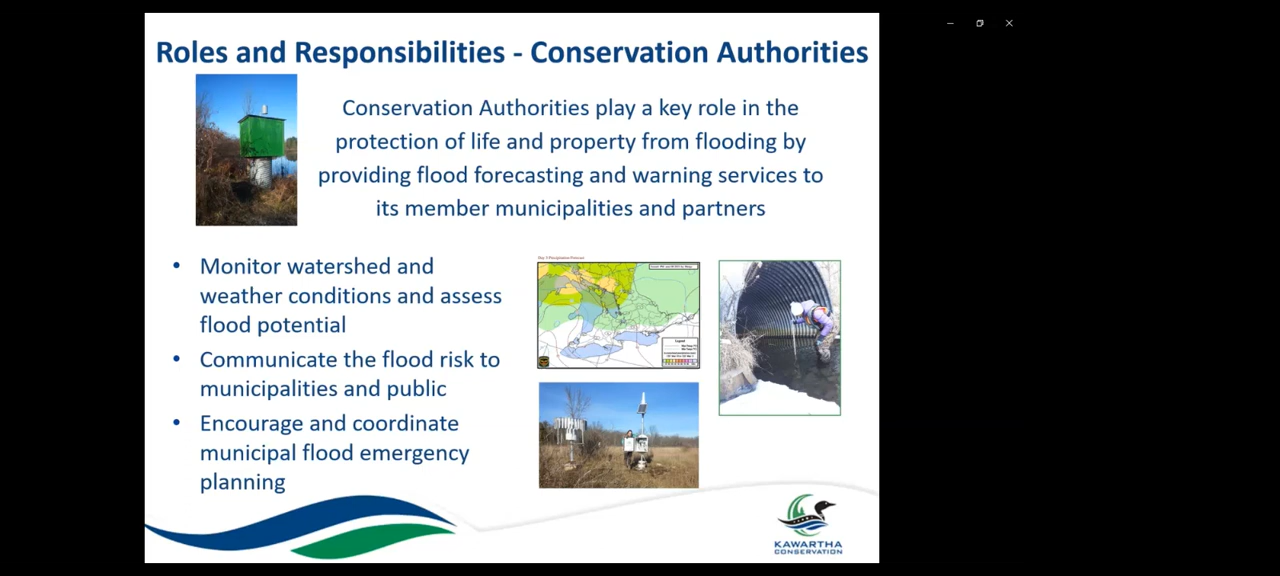 Roles and Responsibilities - Conservation Authorities
Conservation Authorities play a key role in the
protection of life and property from flooding by
providing flood forecasting and warning services to
its member municipalities and partners
• Monitor watershed and
weather conditions and assess
flood potential
• Communicate the flood risk to
municipalities and public
• Encourage and coordinate
municipal flood emergency
planning
Legend
KAWARTHA
CONSERVATION